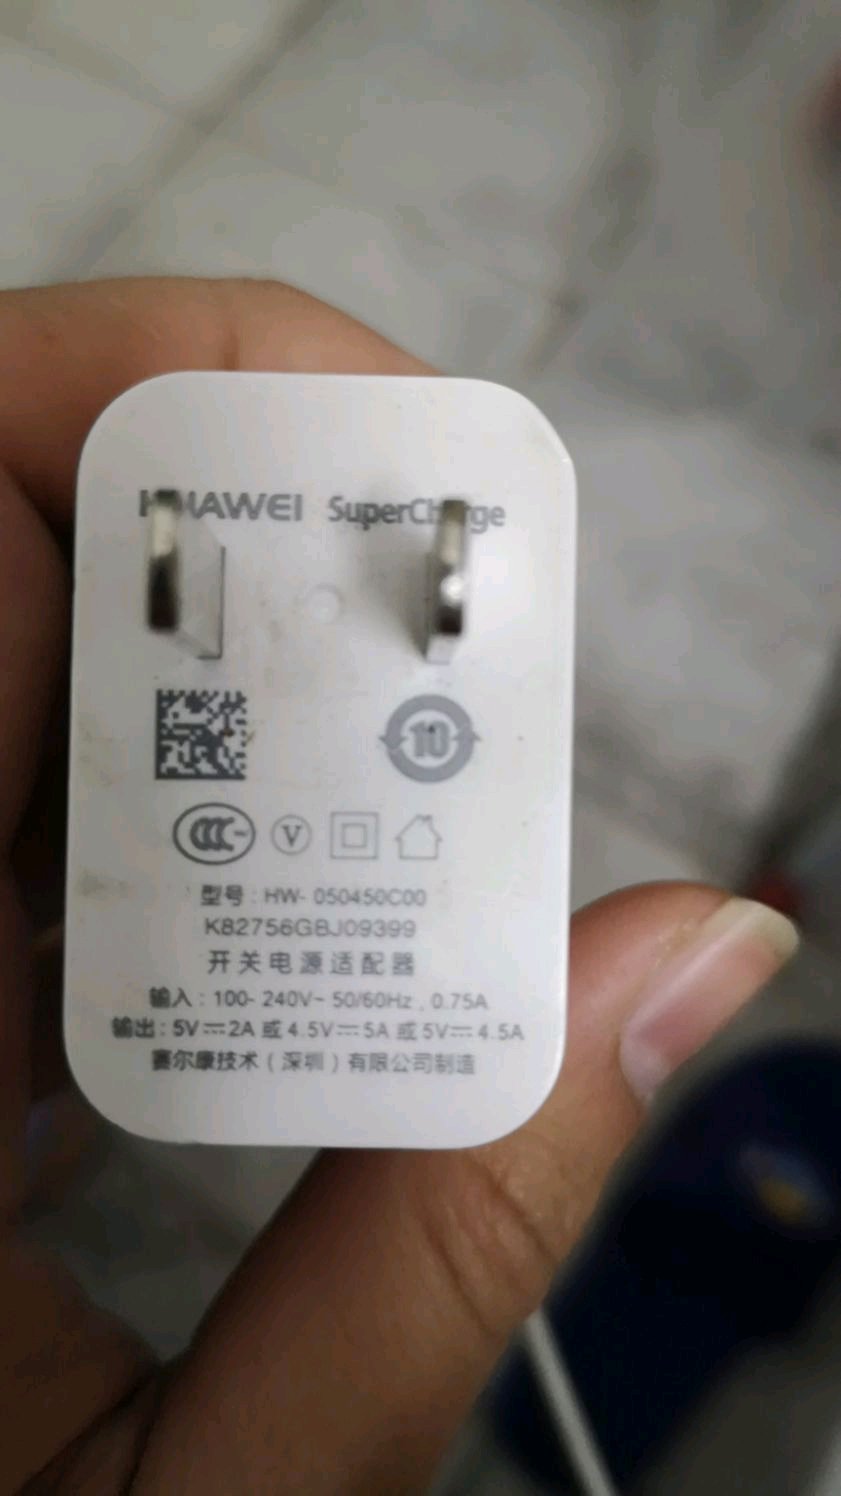 HUAWEI SuperCharge
10
CCC V
型号：HW- 050450C00
K82756GBJ09399
开关电源适配器
输入：100- 240V~ 50/60Hz , 0.75A
输出：5V⎓2A 或 4.5V⎓5A 或 5V⎓4.5A
赛尔康技术（深圳）有限公司制造